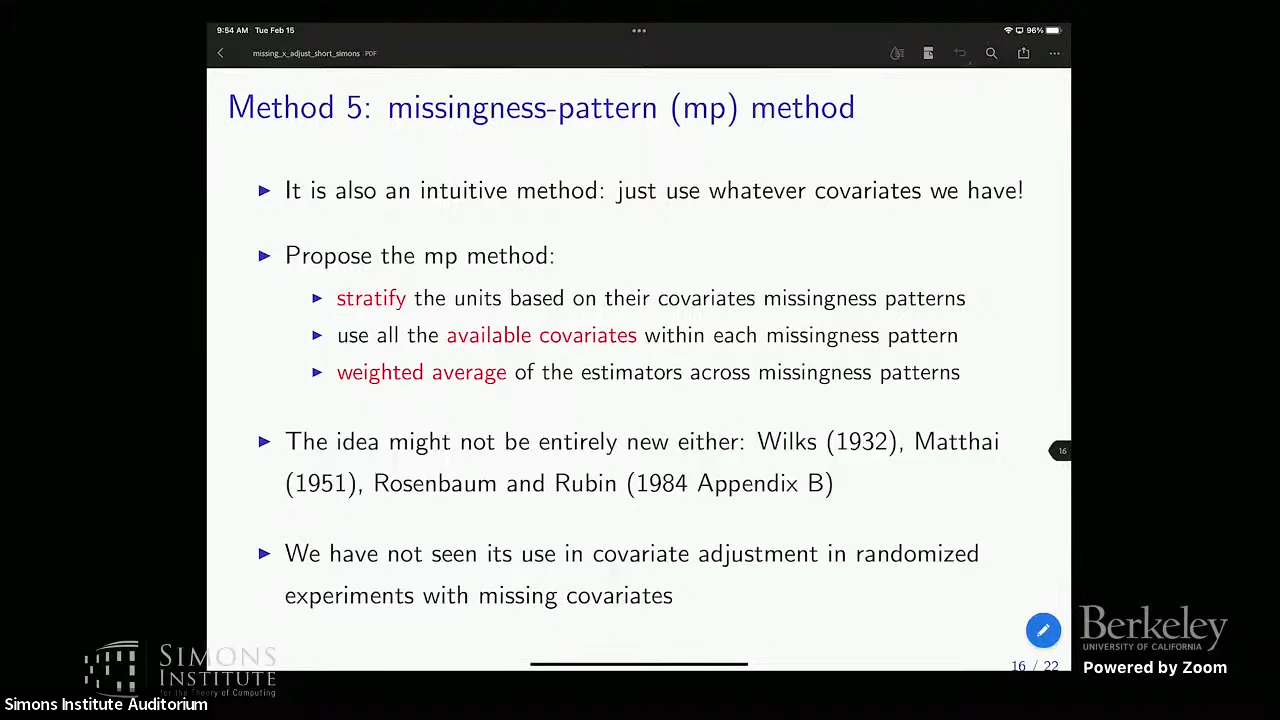 9:54 AM Tue Feb 15
96%
missing_x_adjust_short_simons PDF
Method 5: missingness-pattern (mp) method
It is also an intuitive method: just use whatever covariates we have!
Propose the mp method:
stratify the units based on their covariates missingness patterns
use all the available covariates within each missingness pattern
weighted average of the estimators across missingness patterns
The idea might not be entirely new either: Wilks (1932), Matthai
(1951), Rosenbaum and Rubin (1984 Appendix B)
We have not seen its use in covariate adjustment in randomized
experiments with missing covariates
16
16 / 22
SIMONS
INSTITUTE
for the Theory of Computing
Berkeley
UNIVERSITY OF CALIFORNIA
Powered by Zoom
Simons Institute Auditorium